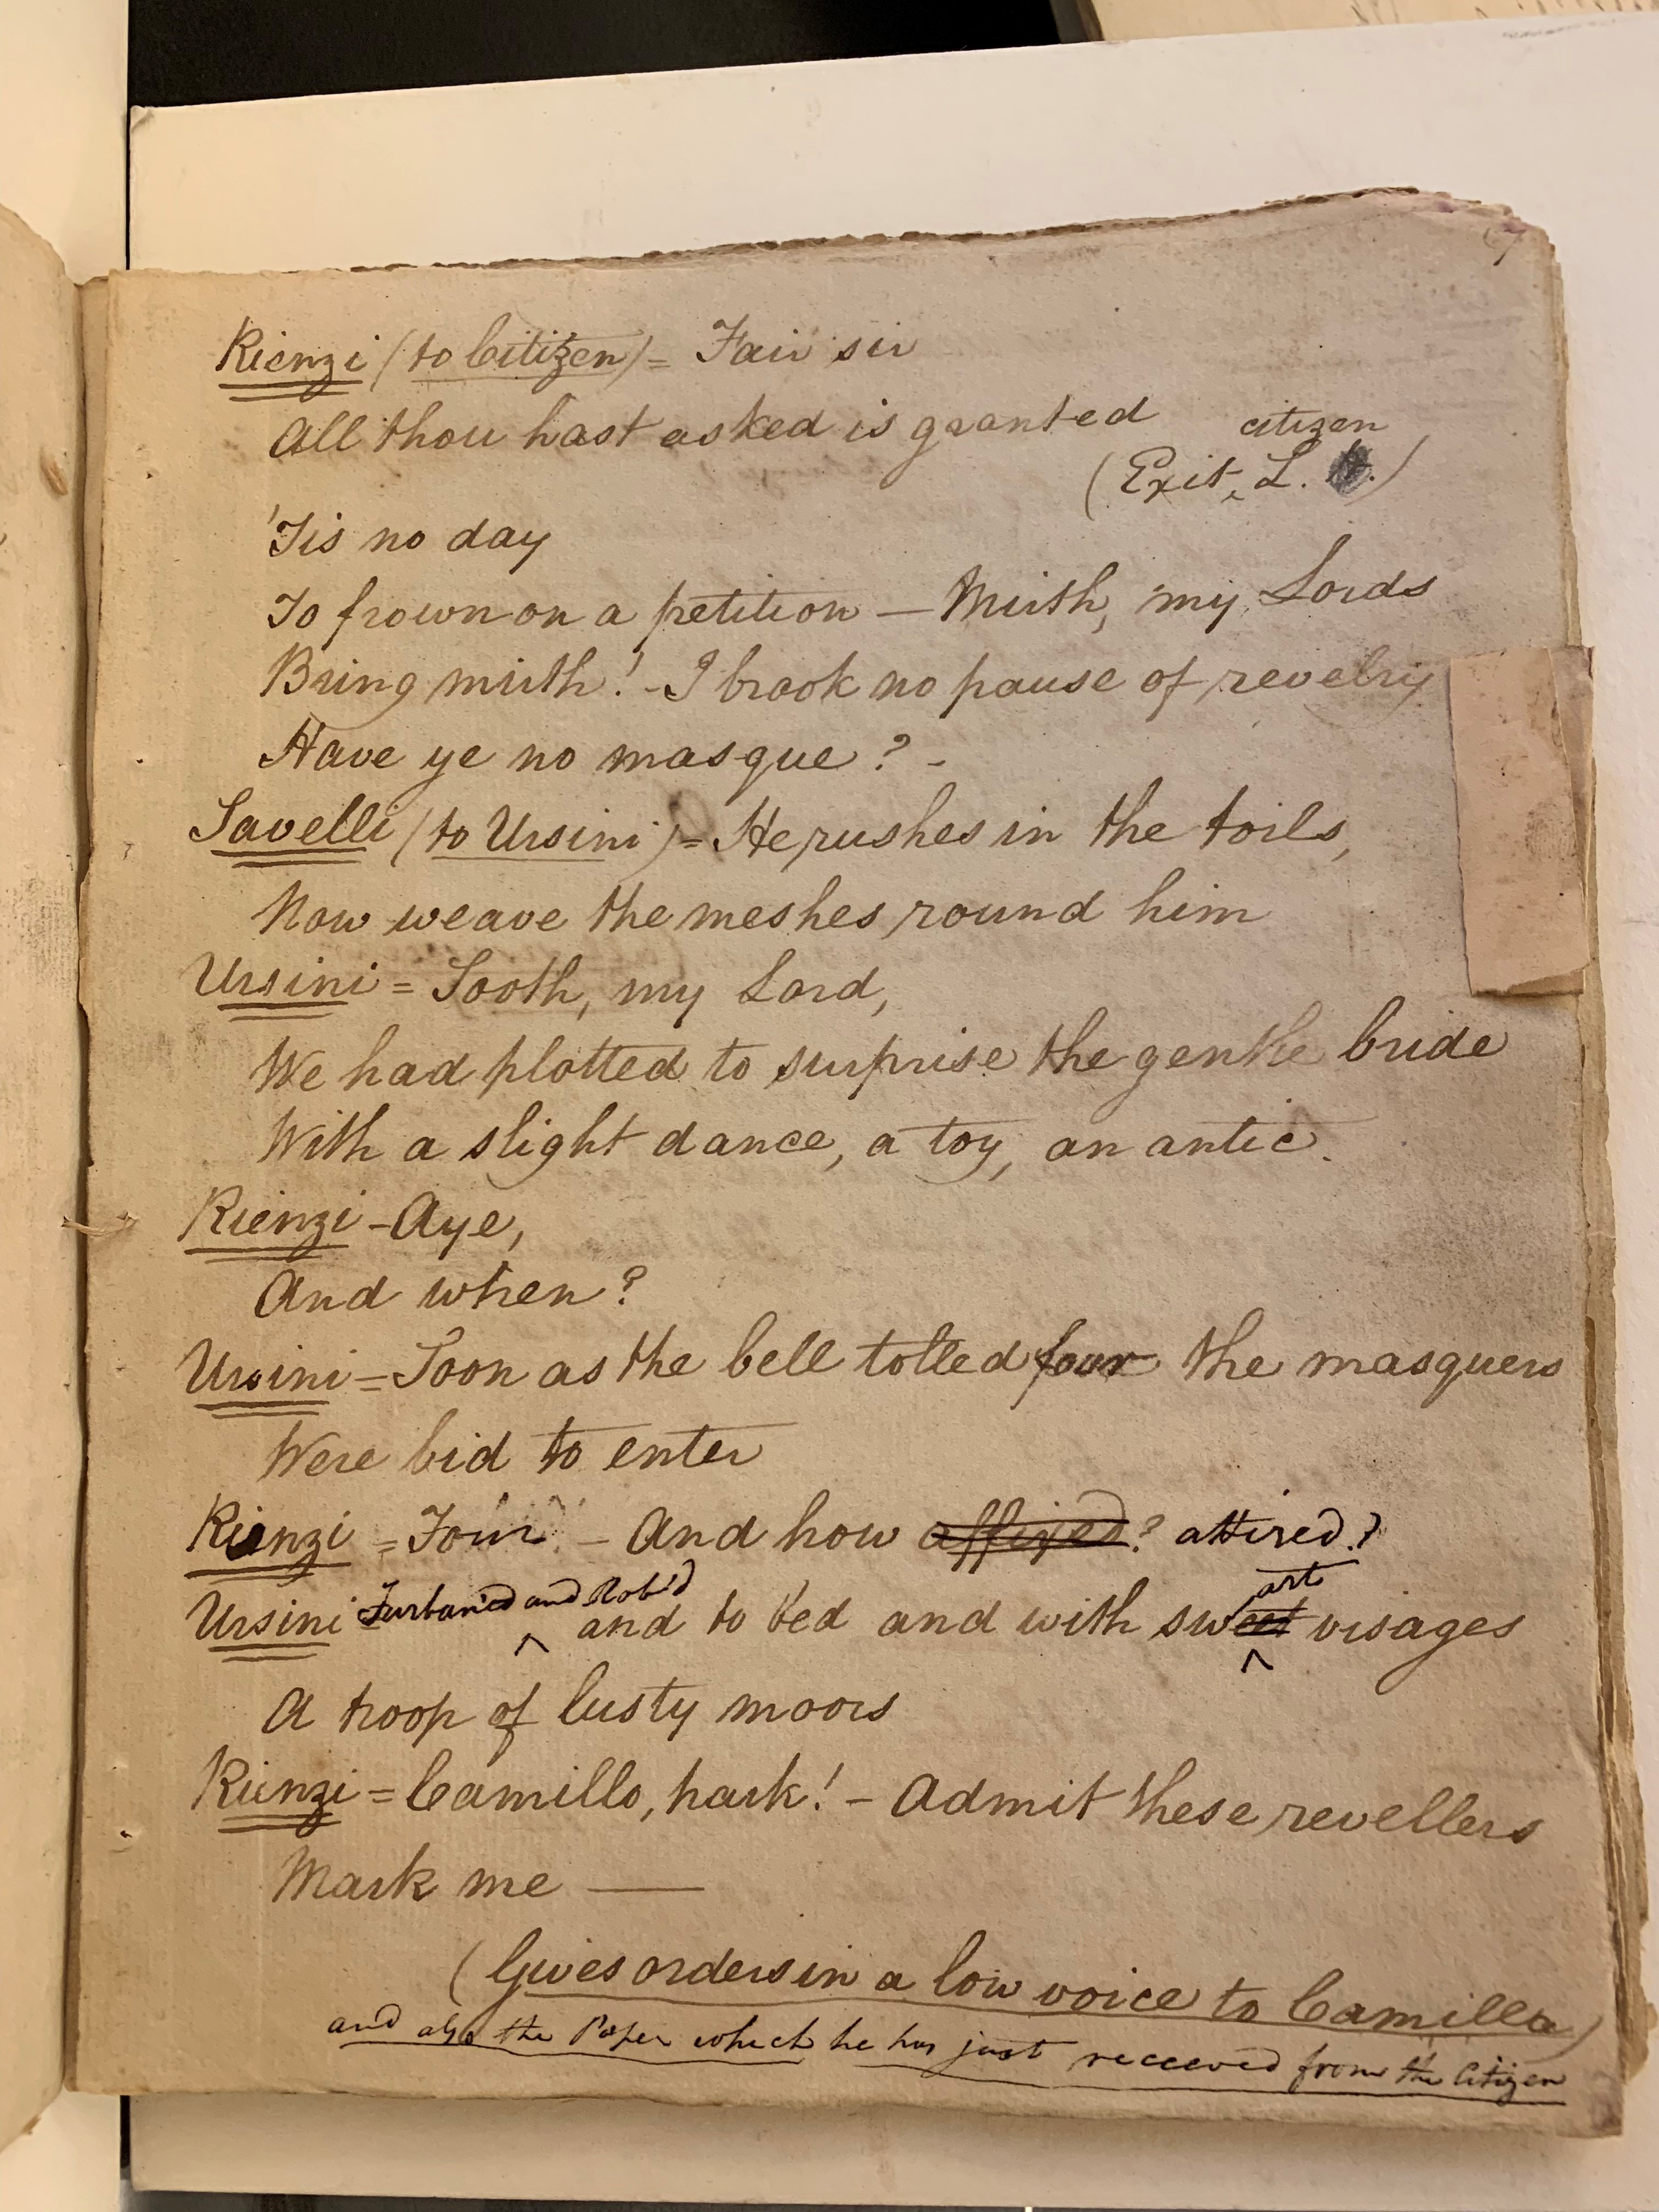 7
Rienzi (to Citizen) = Fair sir
All thou hast asked is granted
citizen
(Exit, L.)
'Tis no day
To frown on a petition — Mirth, my Lords
Bring mirth! - I brook no pause of revelry
Have ye no masque? -
Savelli (to Ursini) = He rushes in the toils,
Now weave the meshes round him
Ursini = Sooth, my Lord,
We had plotted to surprise the gentle bride
With a slight dance, a toy, an antic.
Rienzi - Aye,
And when?
Ursini = Soon as the bell tolled four the masquers
Were bid to enter
Rienzi = Four - And how affixed? attired?
Turban'd and Rob'd art
Ursini and to ted and with sweet visages
A troop of lusty moors
Rienzi = Camillo, hark! - Admit these revellers
Mark me —
(Gives orders in a low voice to Camillo)
and also the Paper which he has just received from the Citizen